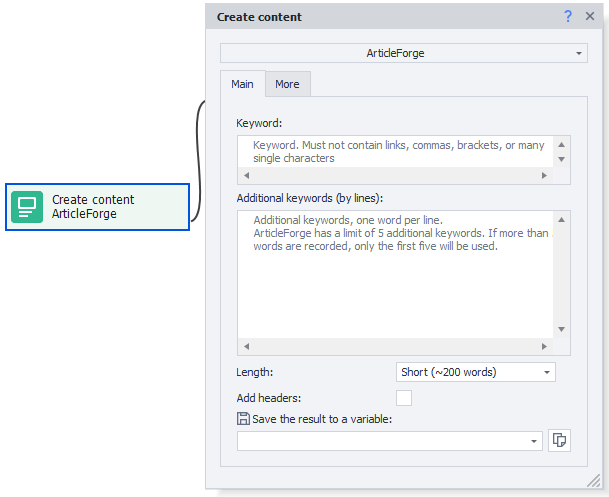 Create content
?
ArticleForge
Main
More
Keyword:
Keyword. Must not contain links, commas, brackets, or many
single characters
Create content
ArticleForge
Additional keywords (by lines):
Additional keywords, one word per line.
ArticleForge has a limit of 5 additional keywords. If more than
words are recorded, only the first five will be used.
Length:
Short (~200 words)
Add headers:
Save the result to a variable: